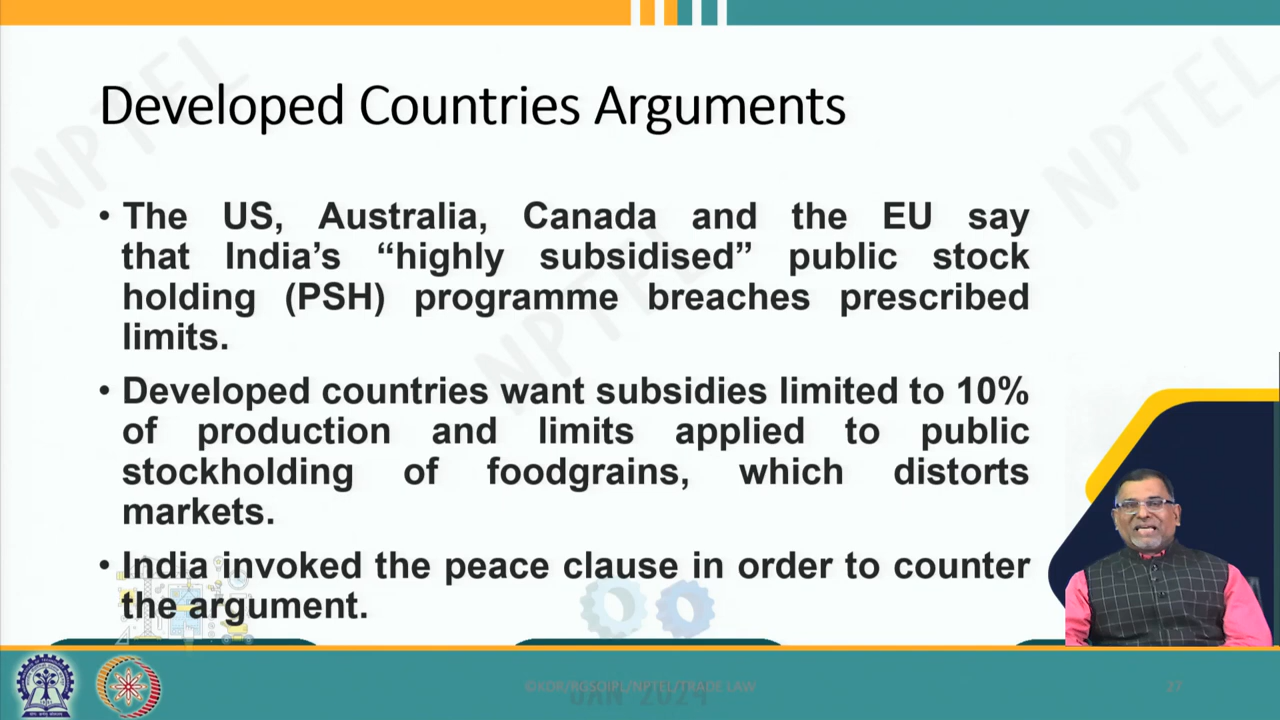 Developed Countries Arguments
• The US, Australia, Canada and the EU say
that India’s “highly subsidised” public stock
holding (PSH) programme breaches prescribed
limits.
• Developed countries want subsidies limited to 10%
of production and limits applied to public
stockholding of foodgrains, which distorts
markets.
• India invoked the peace clause in order to counter
the argument.
©KDR/RGSOIPL/NPTEL/TRADE LAW
27
JAN 2024
NPTEL
NPTEL
NPTEL